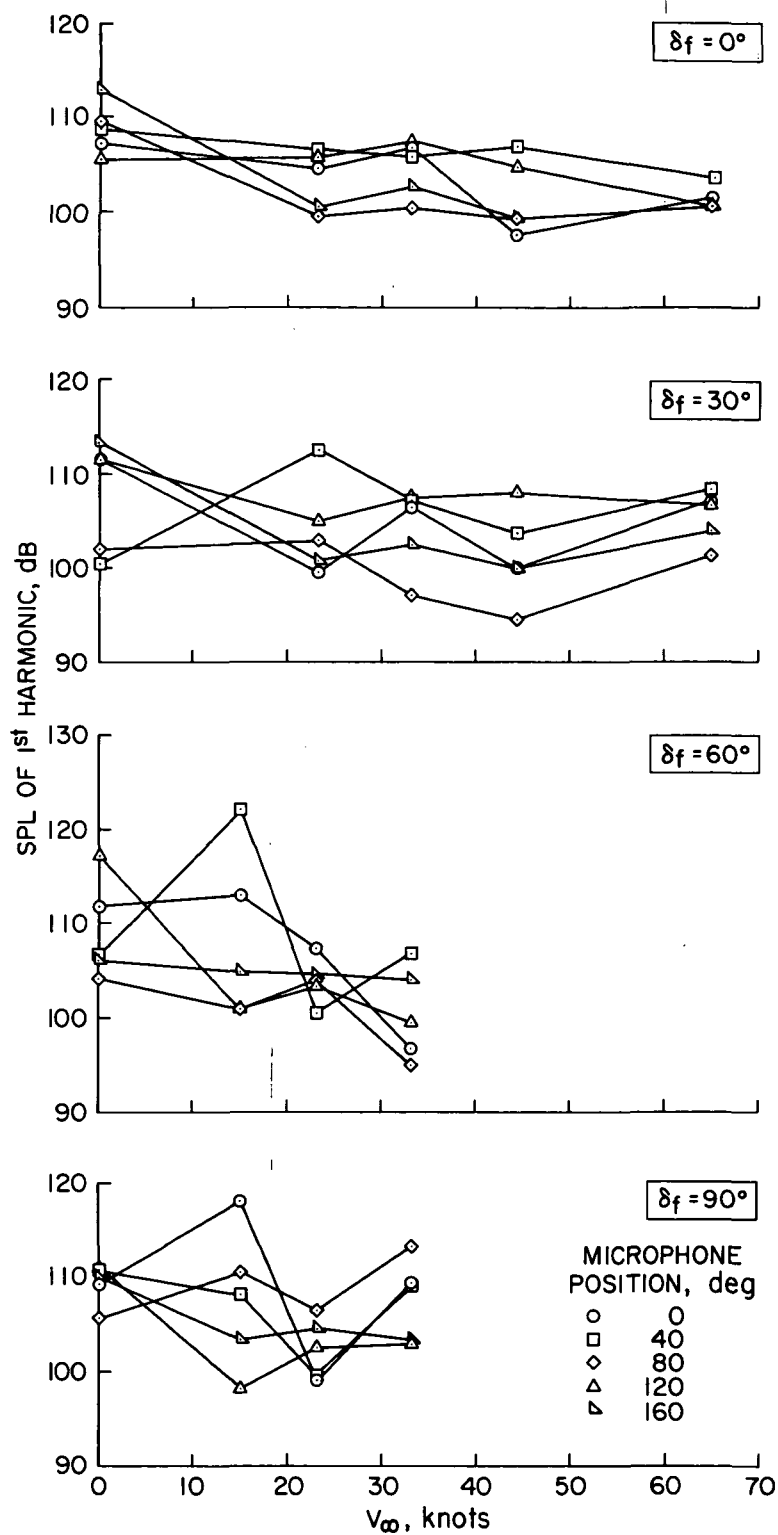 120
110
100
90
δf = 0°
120
110
100
90
δf = 30°
130
120
110
100
90
δf = 60°
120
110
100
90
δf = 90°
SPL OF 1st HARMONIC, dB
MICROPHONE
POSITION, deg
0
40
80
120
160
0 10 20 30 40 50 60 70
V∞, knots